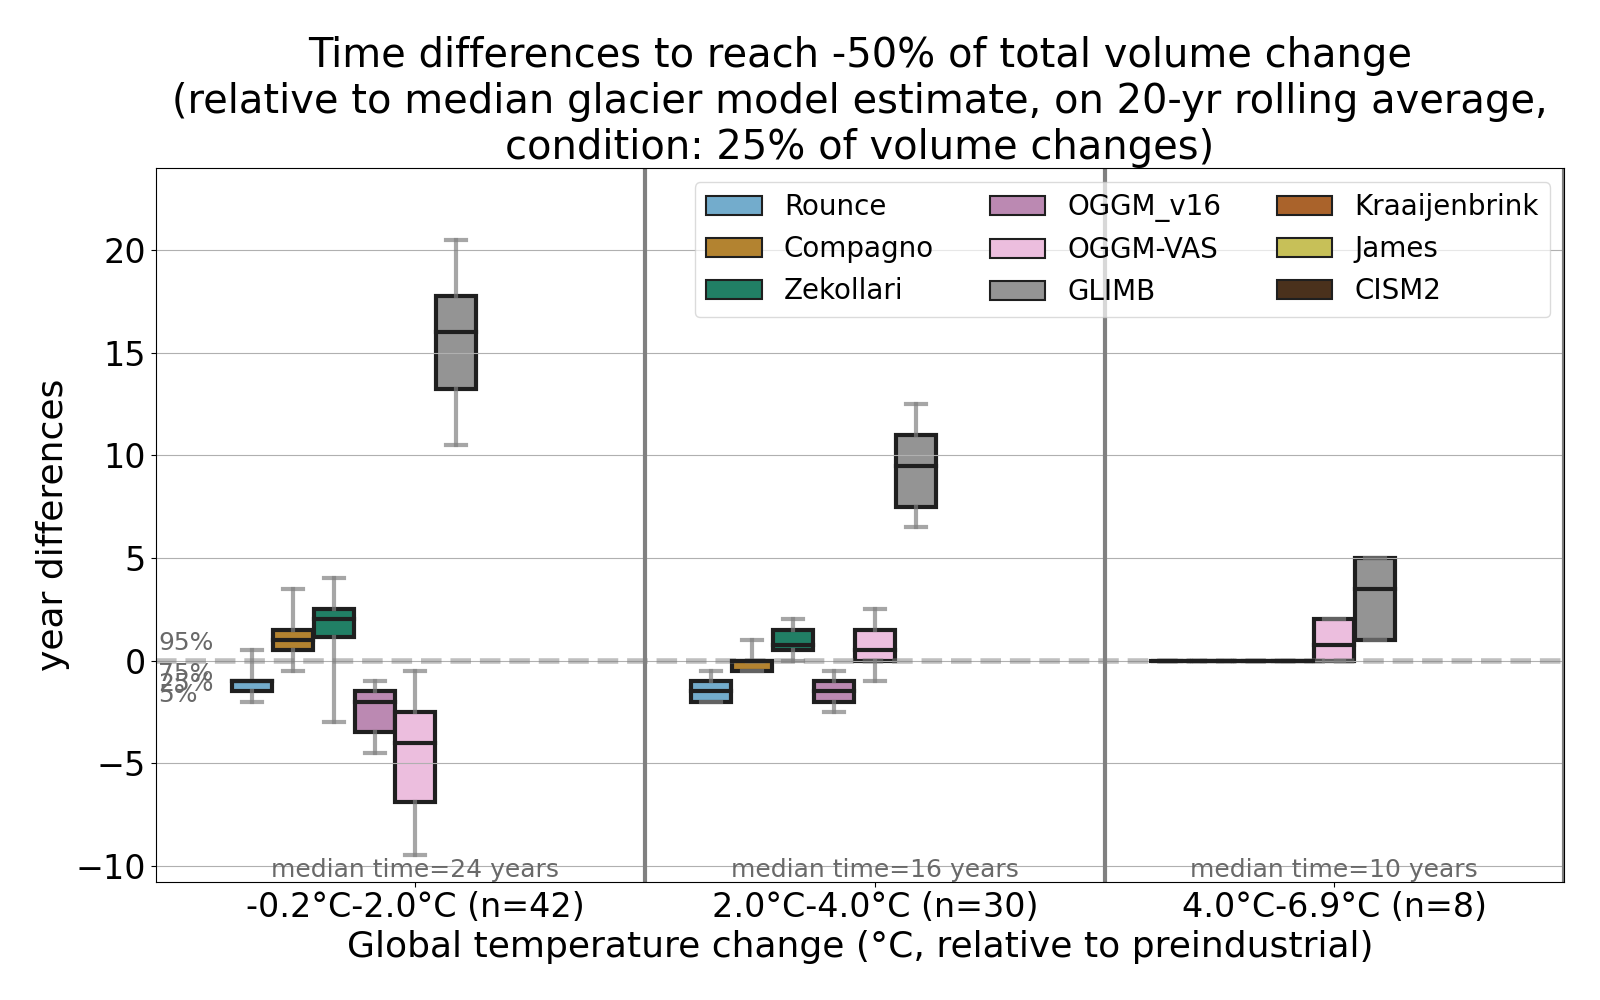 Time differences to reach -50% of total volume change
(relative to median glacier model estimate, on 20-yr rolling average,
condition: 25% of volume changes)
Rounce
Compagno
Zekollari
OGGM_v16
OGGM-VAS
GLIMB
Kraaijenbrink
James
CISM2
year differences
20
15
10
5
0
−5
−10
95%
75%
25%
5%
median time=24 years
median time=16 years
median time=10 years
-0.2°C-2.0°C (n=42)
2.0°C-4.0°C (n=30)
4.0°C-6.9°C (n=8)
Global temperature change (°C, relative to preindustrial)